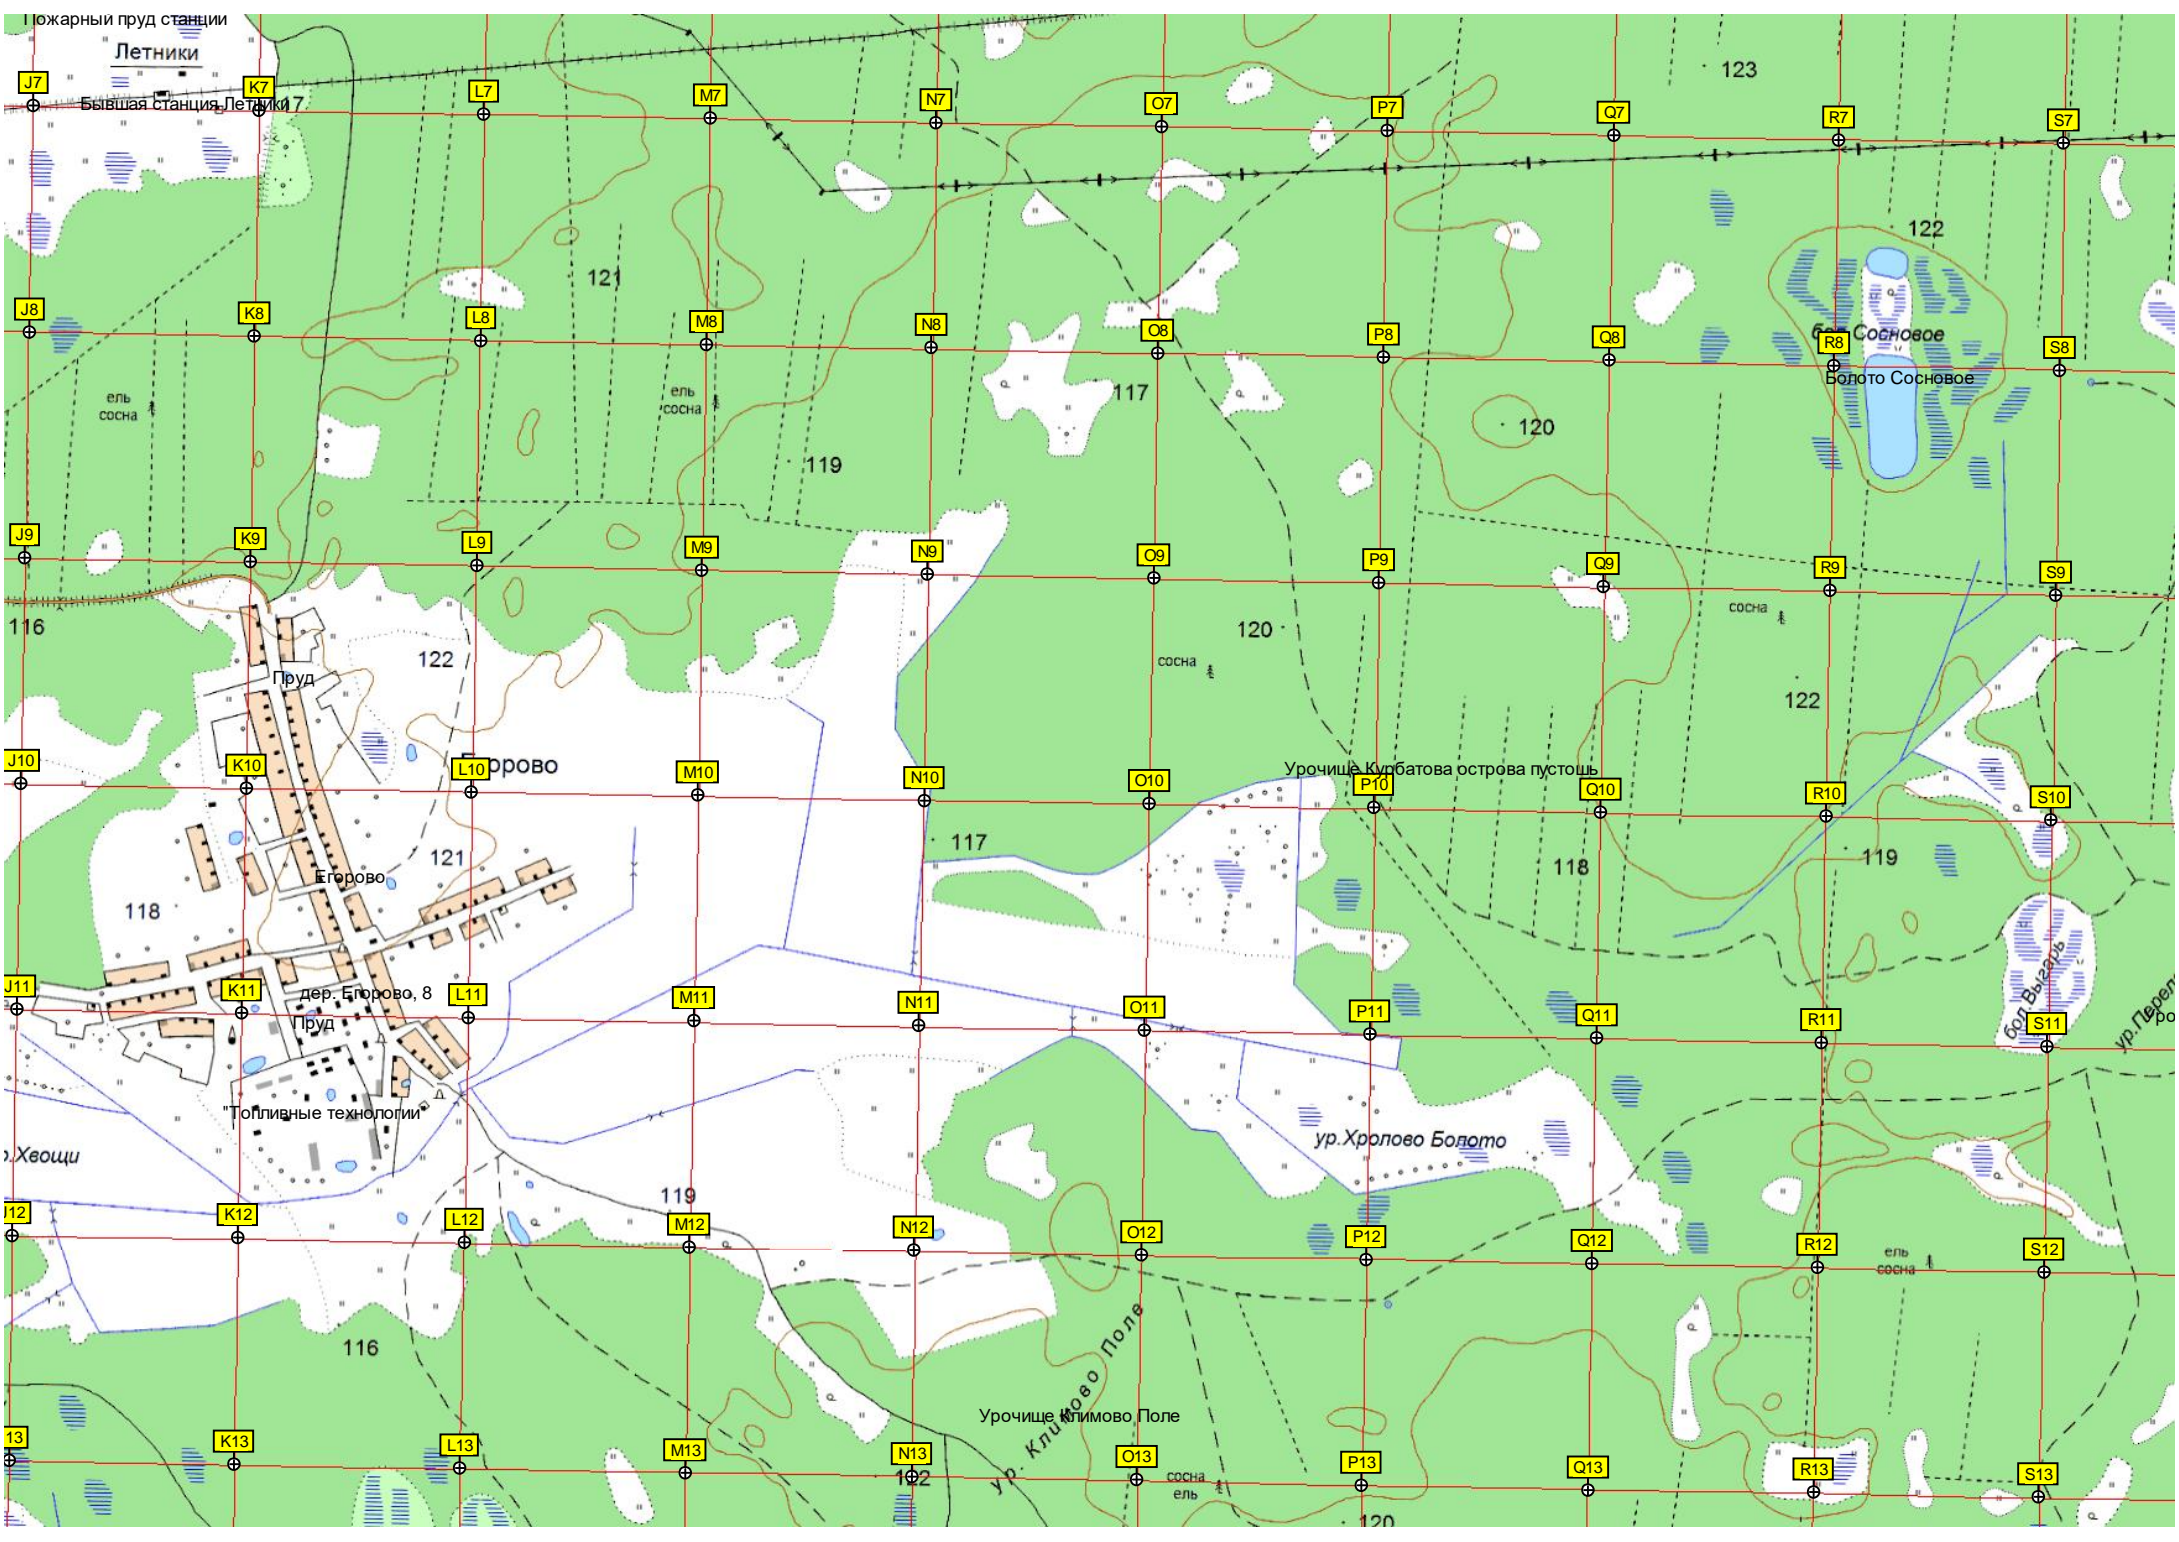 Пожарный пруд станции
Летники
123
J7
K7
L7
M7
N7
O7
P7
Q7
R7
S7
Бывшая станция Летники
117
122
121
J8
K8
L8
M8
N8
O8
P8
Q8
R8
S8
бол. Сосновое
Болото Сосновое
ель
сосна
ель
сосна
117
120
119
J9
K9
L9
M9
N9
O9
P9
Q9
R9
S9
116
сосна
120
122
сосна
Пруд
122
J10
K10
L10
Егорово
M10
N10
O10
Урочище Курбатова острова пустошь
P10
Q10
R10
S10
117
121
118
119
Егорово
118
бол. Выгарь
J11
K11
дер. Егорово, 8
L11
M11
N11
O11
P11
Q11
R11
S11
Пруд
"Топливные технологии"
ур.Хролово Болото
Хвощи
119
J12
K12
L12
M12
N12
O12
P12
Q12
R12
S12
ель
сосна
116
ур. Климово Поле
Урочище Климово Поле
13
K13
L13
M13
N13
O13
P13
Q13
R13
S13
122
сосна
ель
120